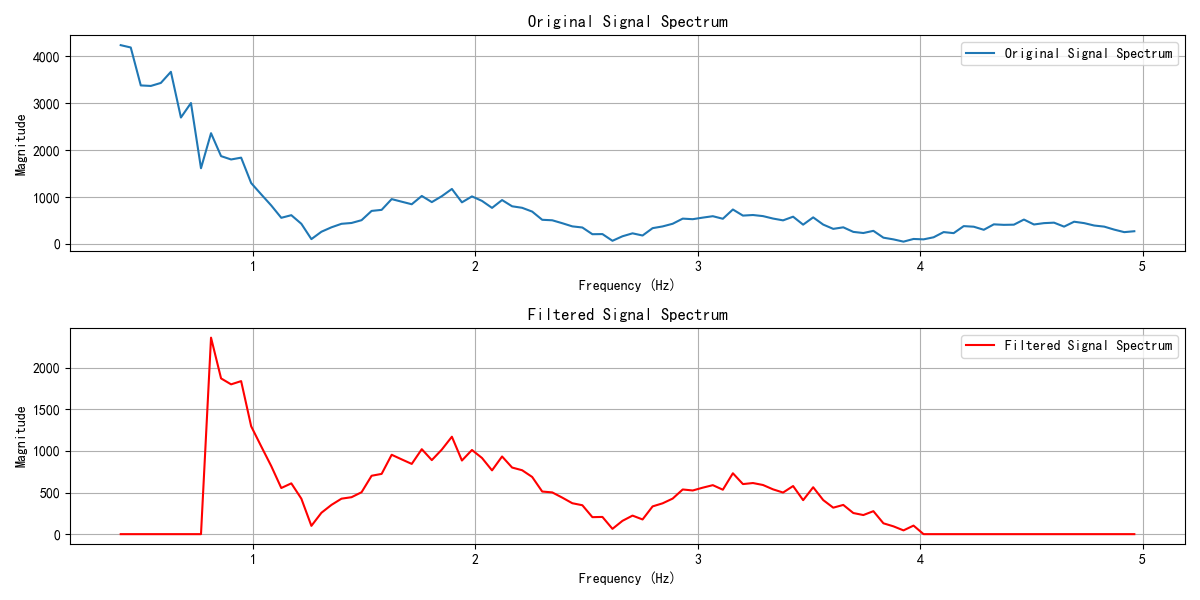 Original Signal Spectrum
Original Signal Spectrum
Magnitude
4000
3000
2000
1000
0
1 2 3 4 5
Frequency (Hz)
Filtered Signal Spectrum
Filtered Signal Spectrum
Magnitude
2000
1500
1000
500
0
1 2 3 4 5
Frequency (Hz)